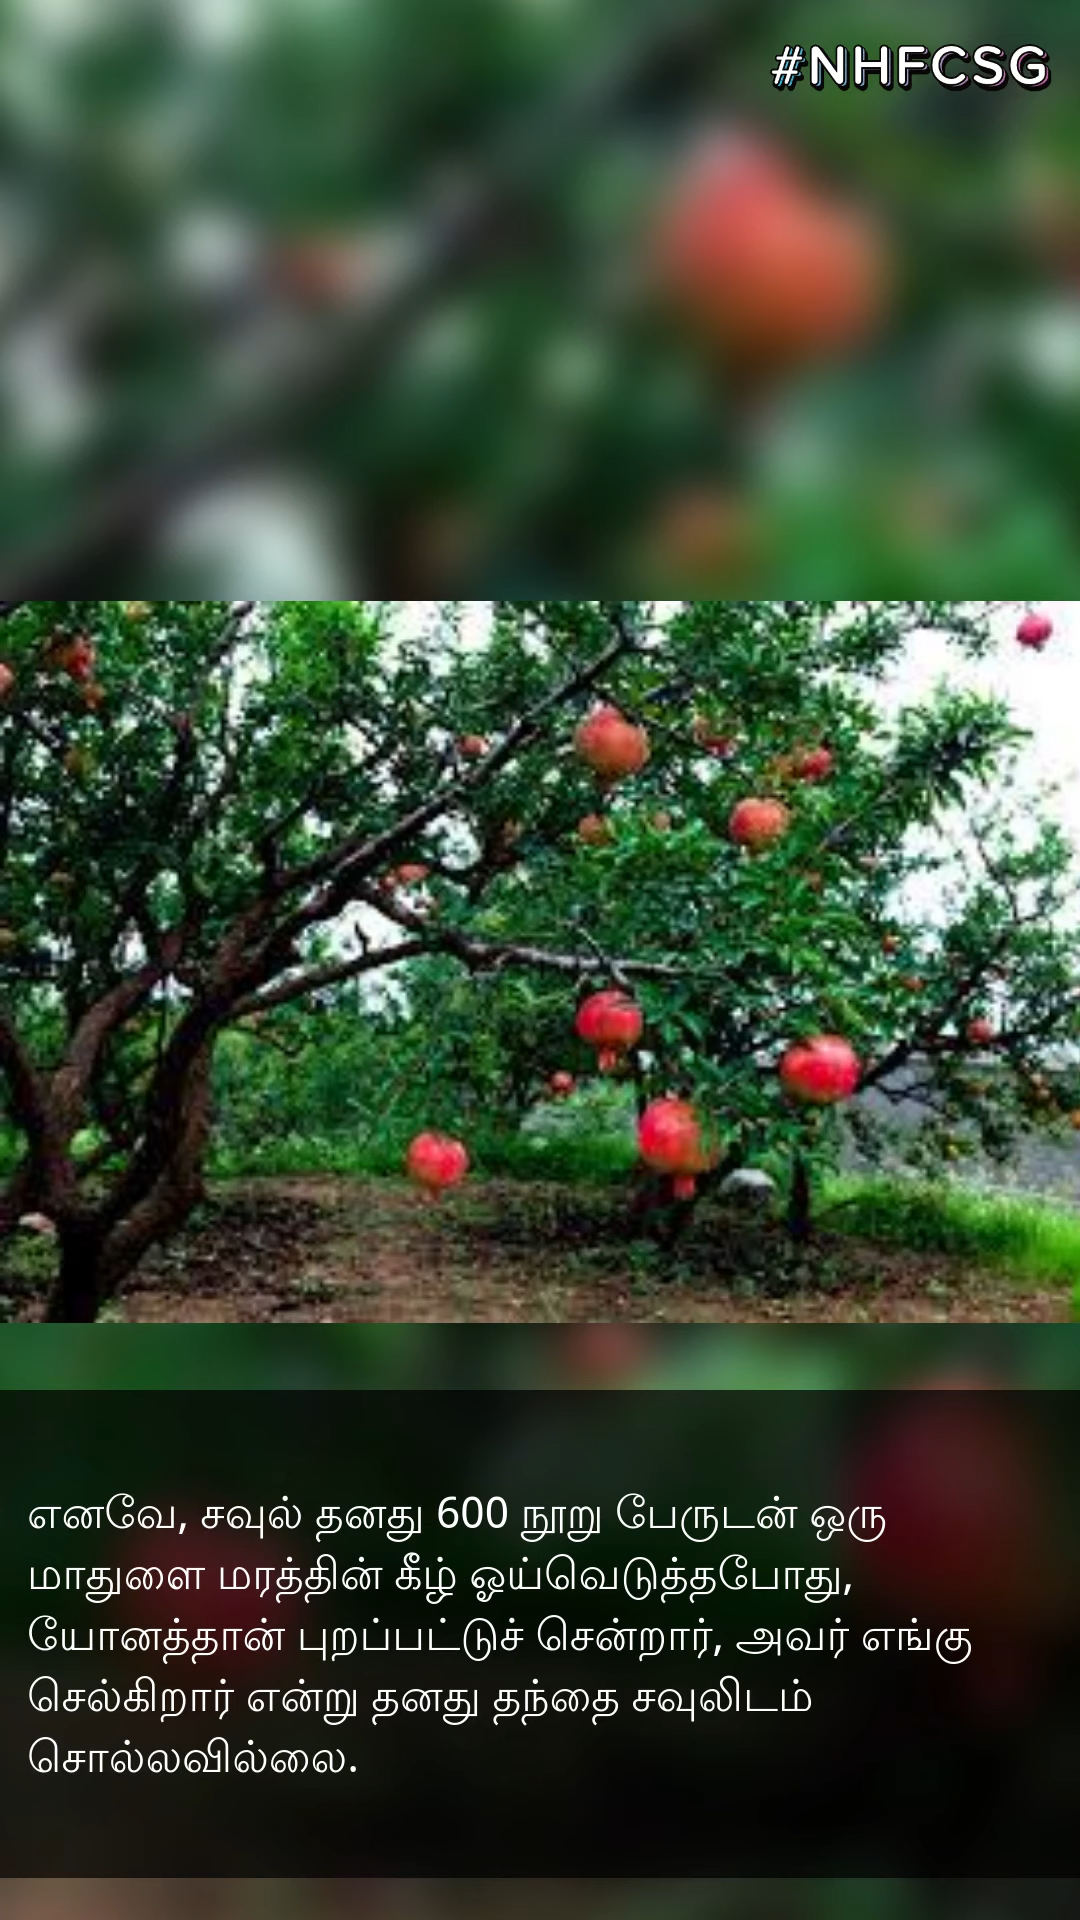 #NHFCSG
எனவே, சவுல் தனது 600 நூறு பேருடன் ஒரு
மாதுளை மரத்தின் கீழ் ஓய்வெடுத்தபோது,
யோனத்தான் புறப்பட்டுச் சென்றார், அவர் எங்கு
செல்கிறார் என்று தனது தந்தை சவுலிடம்
சொல்லவில்லை.